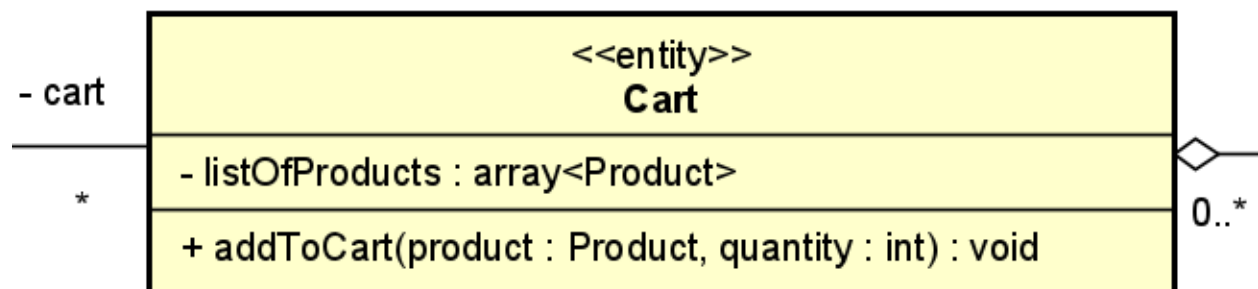 <<entity>>
Cart
- cart
- listOfProducts : array<Product>
*
0..*
+ addToCart(product : Product, quantity : int) : void